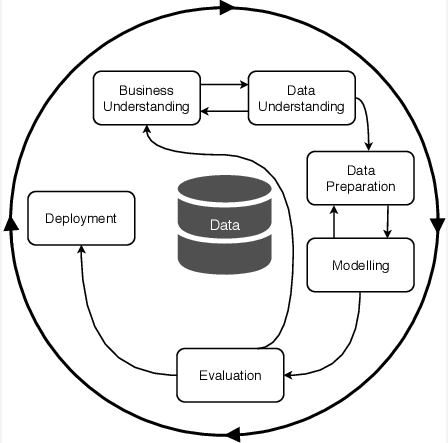 Business
Understanding
Data
Understanding
Data
Preparation
Modelling
Evaluation
Deployment
Data